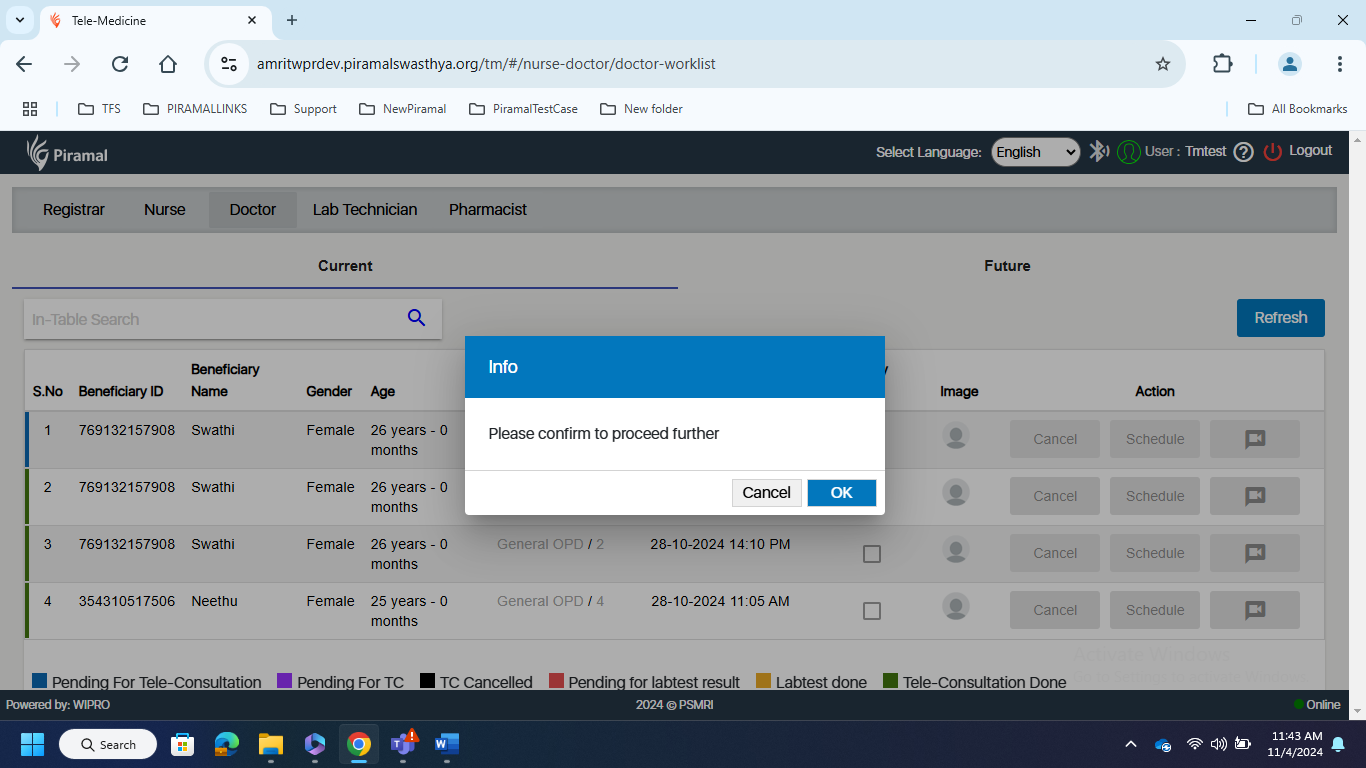 Tele-Medicine
amritwprdev.piramalswasthya.org/tm/#/nurse-doctor/doctor-worklist
TFS PIRAMALLINKS Support NewPiramal PiramalTestCase New folder All Bookmarks
Piramal Select Language: English User : Tmtest Logout
Registrar Nurse Doctor Lab Technician Pharmacist
Current Future
In-Table Search Refresh
Info
Please confirm to proceed further
Cancel OK
S.No Beneficiary ID Beneficiary Name Gender Age Image Action
1 769132157908 Swathi Female 26 years - 0 Cancel Schedule
months
2 769132157908 Swathi Female 26 years - 0 Cancel Schedule
months
3 769132157908 Swathi Female 26 years - 0 General OPD / 2 28-10-2024 14:10 PM Cancel Schedule
months
4 354310517506 Neethu Female 25 years - 0 General OPD / 4 28-10-2024 11:05 AM Cancel Schedule
months
Activate Windows
Pending For Tele-Consultation Pending For TC TC Cancelled Pending for labtest result Labtest done Tele-Consultation Done
Powered by: WIPRO 2024 © PSMRI Online
Search 11:43 AM
11/4/2024